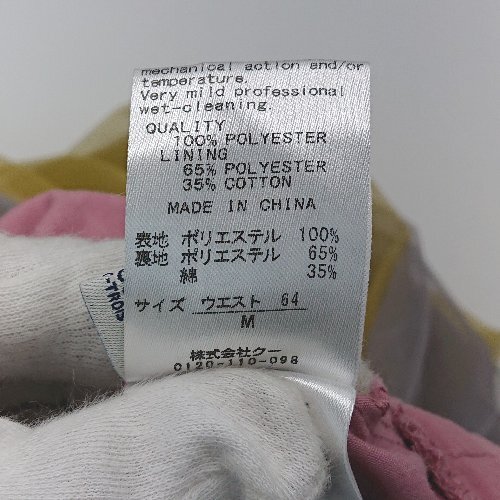 mechanical action and/or
temperature.
Very mild professional
wet-cleaning.
QUALITY
100% POLYESTER
LINING
65% POLYESTER
35% COTTON
MADE IN CHINA
表地 ポリエステル 100%
裏地 ポリエステル 65%
綿 35%
サイズ ウエスト 64
M
株式会社クー
0120-110-098